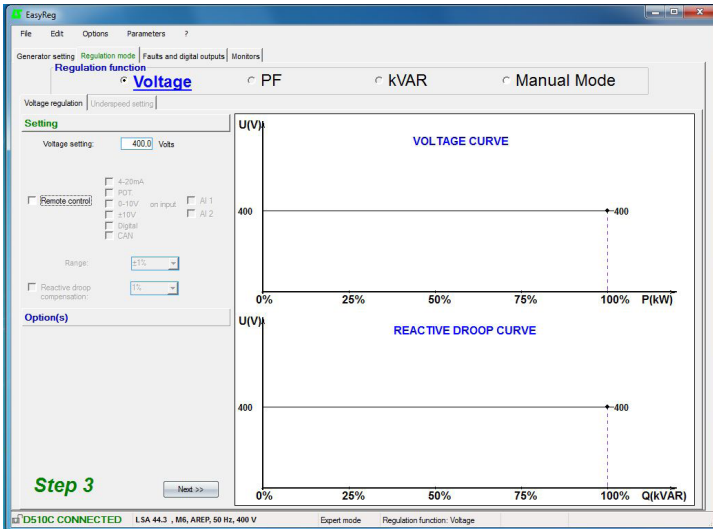 EasyReg
File Edit Options Parameters ?
Generator setting Regulation mode Faults and digital outputs Monitors
Regulation function
Voltage PF kVAR Manual Mode
Voltage regulation Underspeed setting
Setting
Voltage setting: 400.0 Volts
Remote control
4-20mA
POT.
0-10V on input AI 1
±10V AI 2
Digital
CAN
Range: ±1%
Reactive droop compensation: 1%
Option(s)
Step 3
Next >>
U(V)
VOLTAGE CURVE
400 400
0% 25% 50% 75% 100% P(kW)
U(V)
REACTIVE DROOP CURVE
400 400
0% 25% 50% 75% 100% Q(kVAR)
D510C CONNECTED LSA 44.3 , M6, AREP, 50 Hz, 400 V Expert mode Regulation function: Voltage